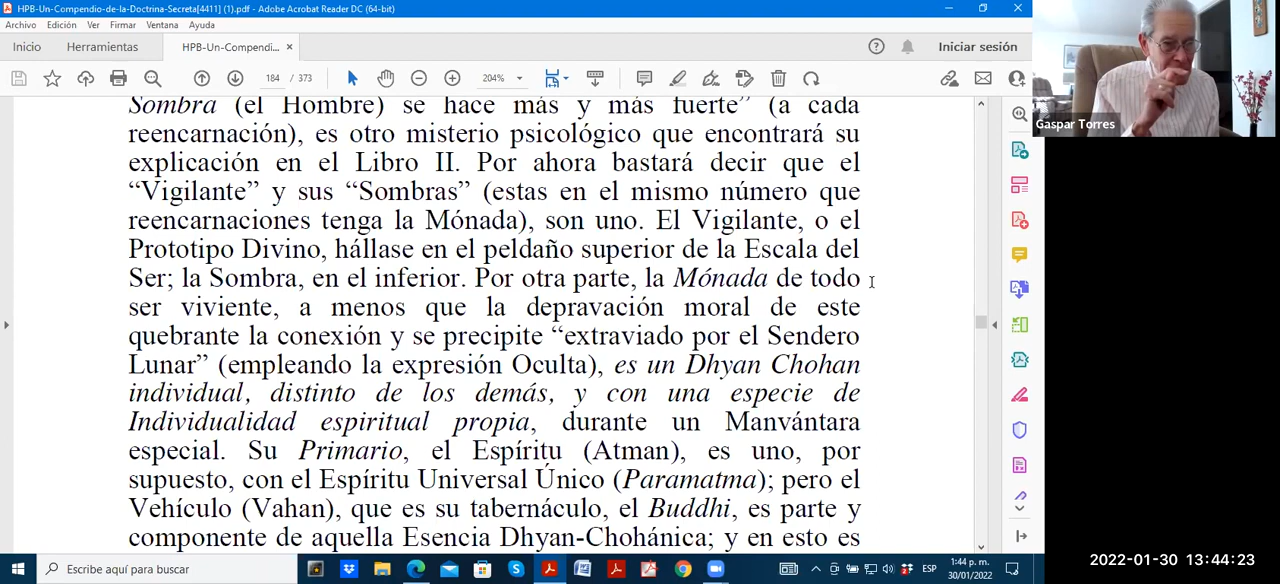 HPB-Un-Compendio-de-la-Doctrina-Secreta[4411] (1).pdf - Adobe Acrobat Reader DC (64-bit)
Archivo Edición Ver Firmar Ventana Ayuda
Inicio Herramientas HPB-Un-Compendi... × Iniciar sesión
184 / 373 204%
Sombra (el Hombre) se hace más y más fuerte” (a cada
reencarnación), es otro misterio psicológico que encontrará su
explicación en el Libro II. Por ahora bastará decir que el
“Vigilante” y sus “Sombras” (estas en el mismo número que
reencarnaciones tenga la Mónada), son uno. El Vigilante, o el
Prototipo Divino, hállase en el peldaño superior de la Escala del
Ser; la Sombra, en el inferior. Por otra parte, la Mónada de todo
ser viviente, a menos que la depravación moral de este
quebrante la conexión y se precipite “extraviado por el Sendero
Lunar” (empleando la expresión Oculta), es un Dhyan Chohan
individual, distinto de los demás, y con una especie de
Individualidad espiritual propia, durante un Manvántara
especial. Su Primario, el Espíritu (Atman), es uno, por
supuesto, con el Espíritu Universal Único (Paramatma); pero el
Vehículo (Vahan), que es su tabernáculo, el Buddhi, es parte y
componente de aquella Esencia Dhyan-Chohánica; y en esto es
Gaspar Torres
Escribe aquí para buscar
ESP
1:44 p. m.
30/01/2022
2022-01-30 13:44:23